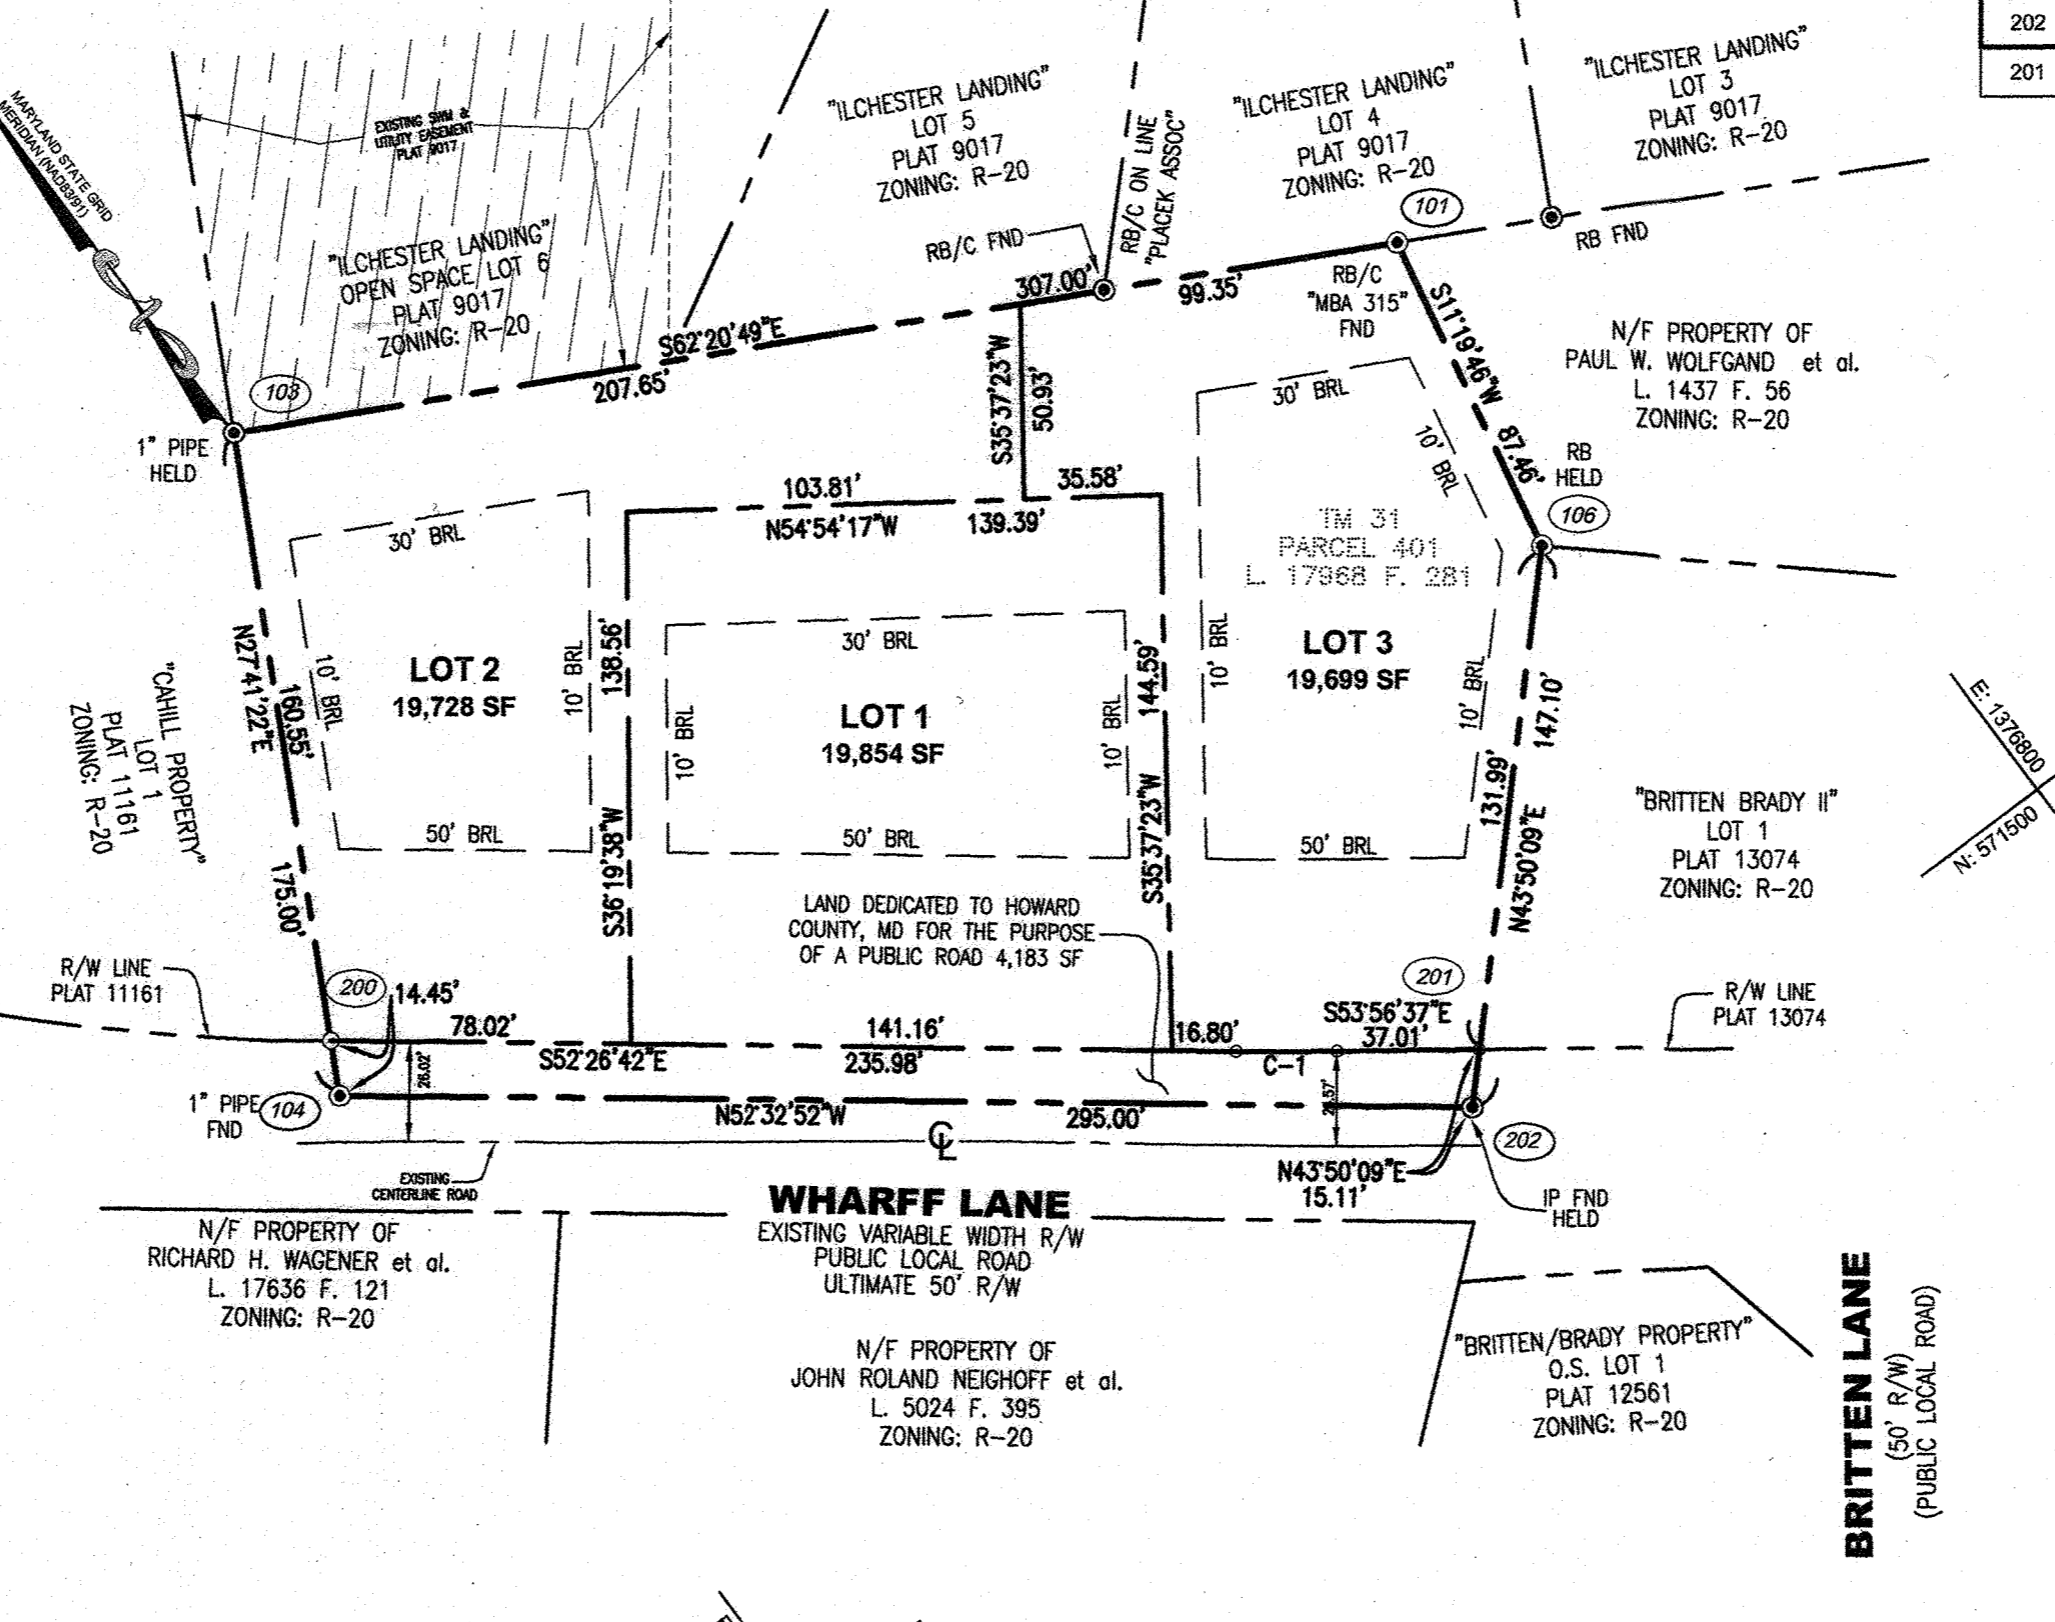 202
201
MARYLAND STATE GRID
MERIDIAN (NAD83/91)
EXISTING SWM &
UTILITY EASEMENT
PLAT 9017
"ILCHESTER LANDING"
OPEN SPACE LOT 6
PLAT 9017
ZONING: R-20
"ILCHESTER LANDING"
LOT 5
PLAT 9017
ZONING: R-20
RB/C ON LINE
"PLACEK ASSOC"
"ILCHESTER LANDING"
LOT 4
PLAT 9017
ZONING: R-20
"ILCHESTER LANDING"
LOT 3
PLAT 9017
ZONING: R-20
101
RB FND
RB/C FND
307.00'
99.35'
RB/C
"MBA 315"
FND
S11°19'46"W
87.46'
N/F PROPERTY OF
PAUL W. WOLFGAND et al.
L. 1437 F. 56
ZONING: R-20
S62°20'49"E
207.65'
103
1" PIPE
HELD
S35°37'23"W
50.93'
30' BRL
10' BRL
RB
HELD
106
103.81'
35.58'
N54°54'17"W
139.39'
TM 31
PARCEL 401
L. 17968 F. 281
30' BRL
10' BRL
LOT 2
19,728 SF
10' BRL
138.56'
S36°19'38"W
50' BRL
30' BRL
10' BRL
LOT 1
19,854 SF
10' BRL
50' BRL
144.59'
S35°37'23"W
10' BRL
LOT 3
19,699 SF
10' BRL
50' BRL
147.10'
131.99'
N43°50'09"E
N27°41'22"E
160.55'
175.00'
"CAHILL PROPERTY"
LOT 1
PLAT 11161
ZONING: R-20
"BRITTEN BRADY II"
LOT 1
PLAT 13074
ZONING: R-20
E: 1376800
N: 571500
LAND DEDICATED TO HOWARD
COUNTY, MD FOR THE PURPOSE
OF A PUBLIC ROAD 4,183 SF
R/W LINE
PLAT 11161
200
14.45'
78.02'
S52°26'42"E
141.16'
235.98'
16.80'
C-1
201
S53°56'37"E
37.01'
R/W LINE
PLAT 13074
26.02'
1" PIPE
FND
104
N52°32'52"W
295.00'
202
N43°50'09"E
15.11'
IP FND
HELD
CL
EXISTING
CENTERLINE ROAD
WHARFF LANE
EXISTING VARIABLE WIDTH R/W
PUBLIC LOCAL ROAD
ULTIMATE 50' R/W
N/F PROPERTY OF
RICHARD H. WAGENER et al.
L. 17636 F. 121
ZONING: R-20
N/F PROPERTY OF
JOHN ROLAND NEIGHOFF et al.
L. 5024 F. 395
ZONING: R-20
"BRITTEN/BRADY PROPERTY"
O.S. LOT 1
PLAT 12561
ZONING: R-20
BRITTEN LANE
(50' R/W)
(PUBLIC LOCAL ROAD)